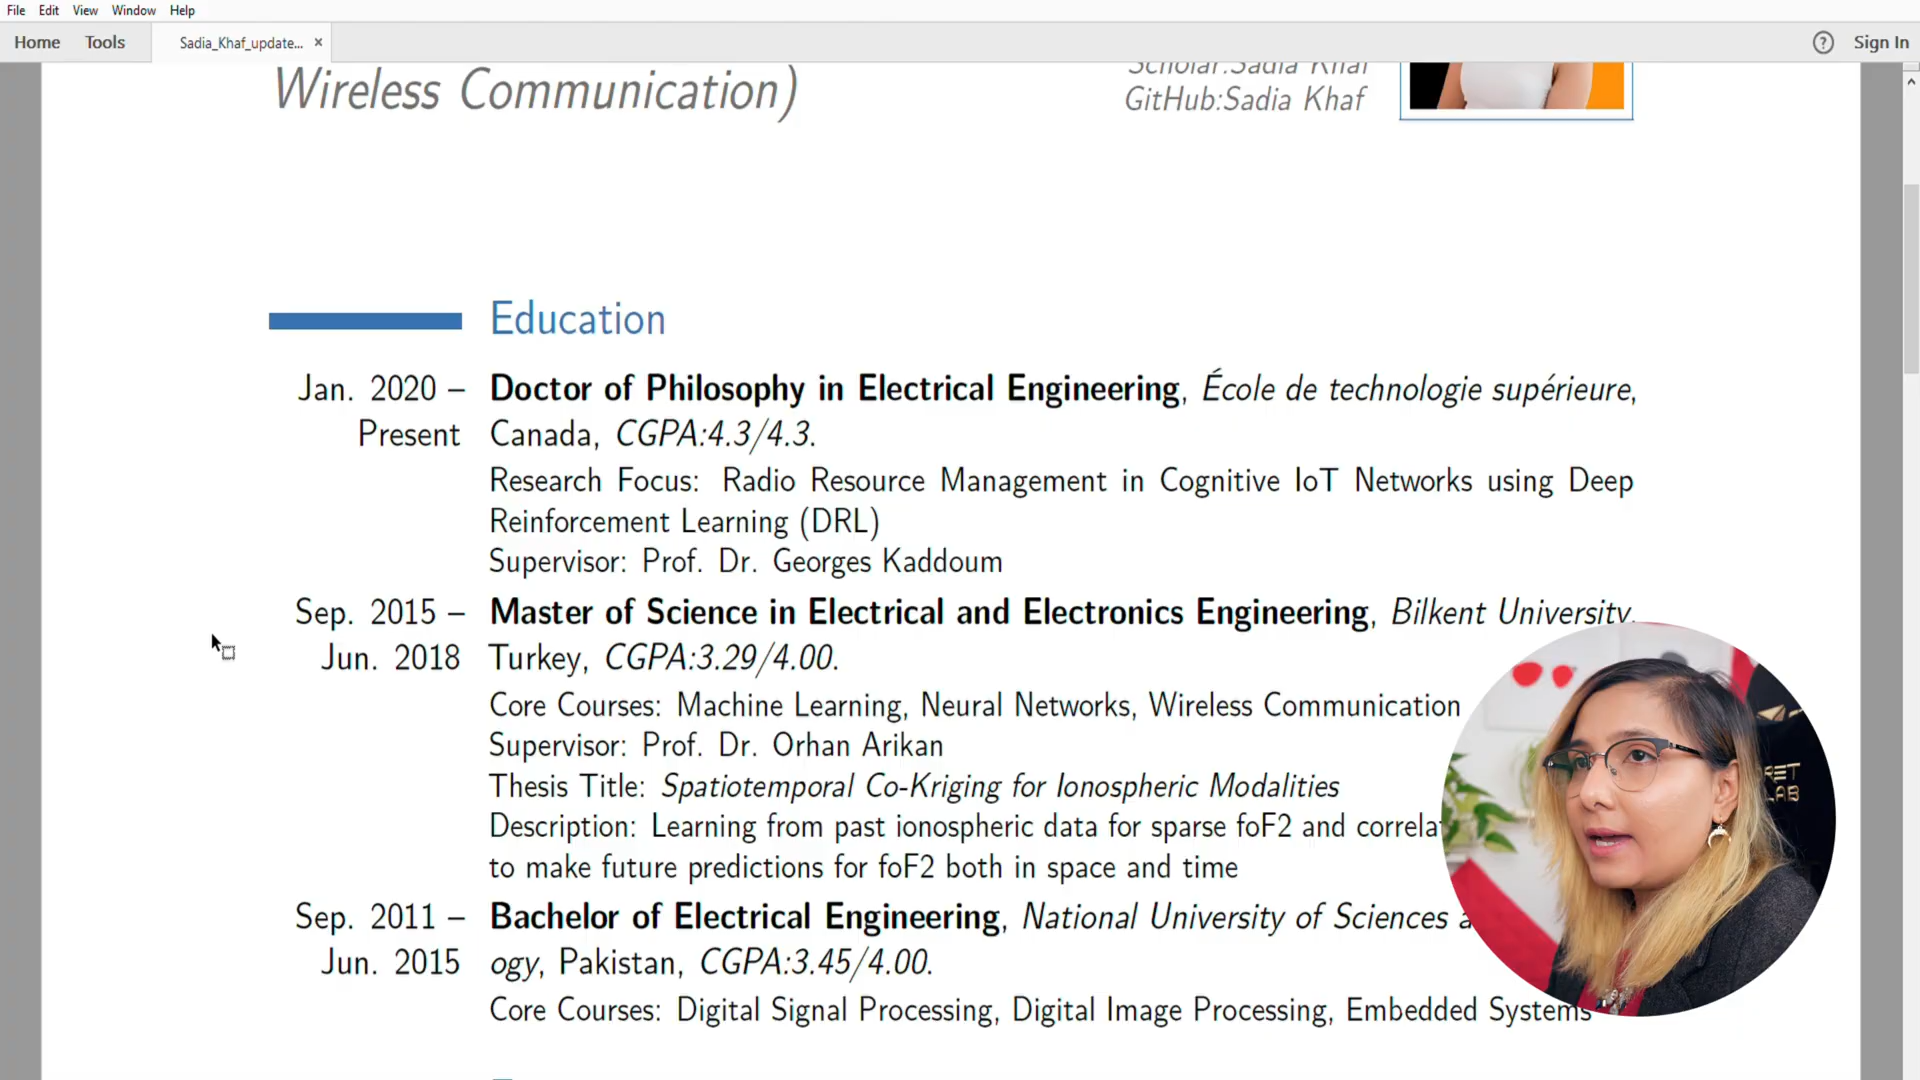 File Edit View Window Help
Home Tools Sadia_Khaf_update... × ? Sign In
Wireless Communication)
Scholar:Sadia Khaf
GitHub:Sadia Khaf
Education
Jan. 2020 – Doctor of Philosophy in Electrical Engineering, École de technologie supérieure,
Present Canada, CGPA:4.3/4.3.
Research Focus: Radio Resource Management in Cognitive IoT Networks using Deep
Reinforcement Learning (DRL)
Supervisor: Prof. Dr. Georges Kaddoum
Sep. 2015 – Master of Science in Electrical and Electronics Engineering, Bilkent University,
Jun. 2018 Turkey, CGPA:3.29/4.00.
Core Courses: Machine Learning, Neural Networks, Wireless Communication
Supervisor: Prof. Dr. Orhan Arikan
Thesis Title: Spatiotemporal Co-Kriging for Ionospheric Modalities
Description: Learning from past ionospheric data for sparse foF2 and
to make future predictions for foF2 both in space and time
Sep. 2011 – Bachelor of Electrical Engineering, National University of Sciences
Jun. 2015 ogy, Pakistan, CGPA:3.45/4.00.
Core Courses: Digital Signal Processing, Digital Image Processing, Embedded Systems
LAB